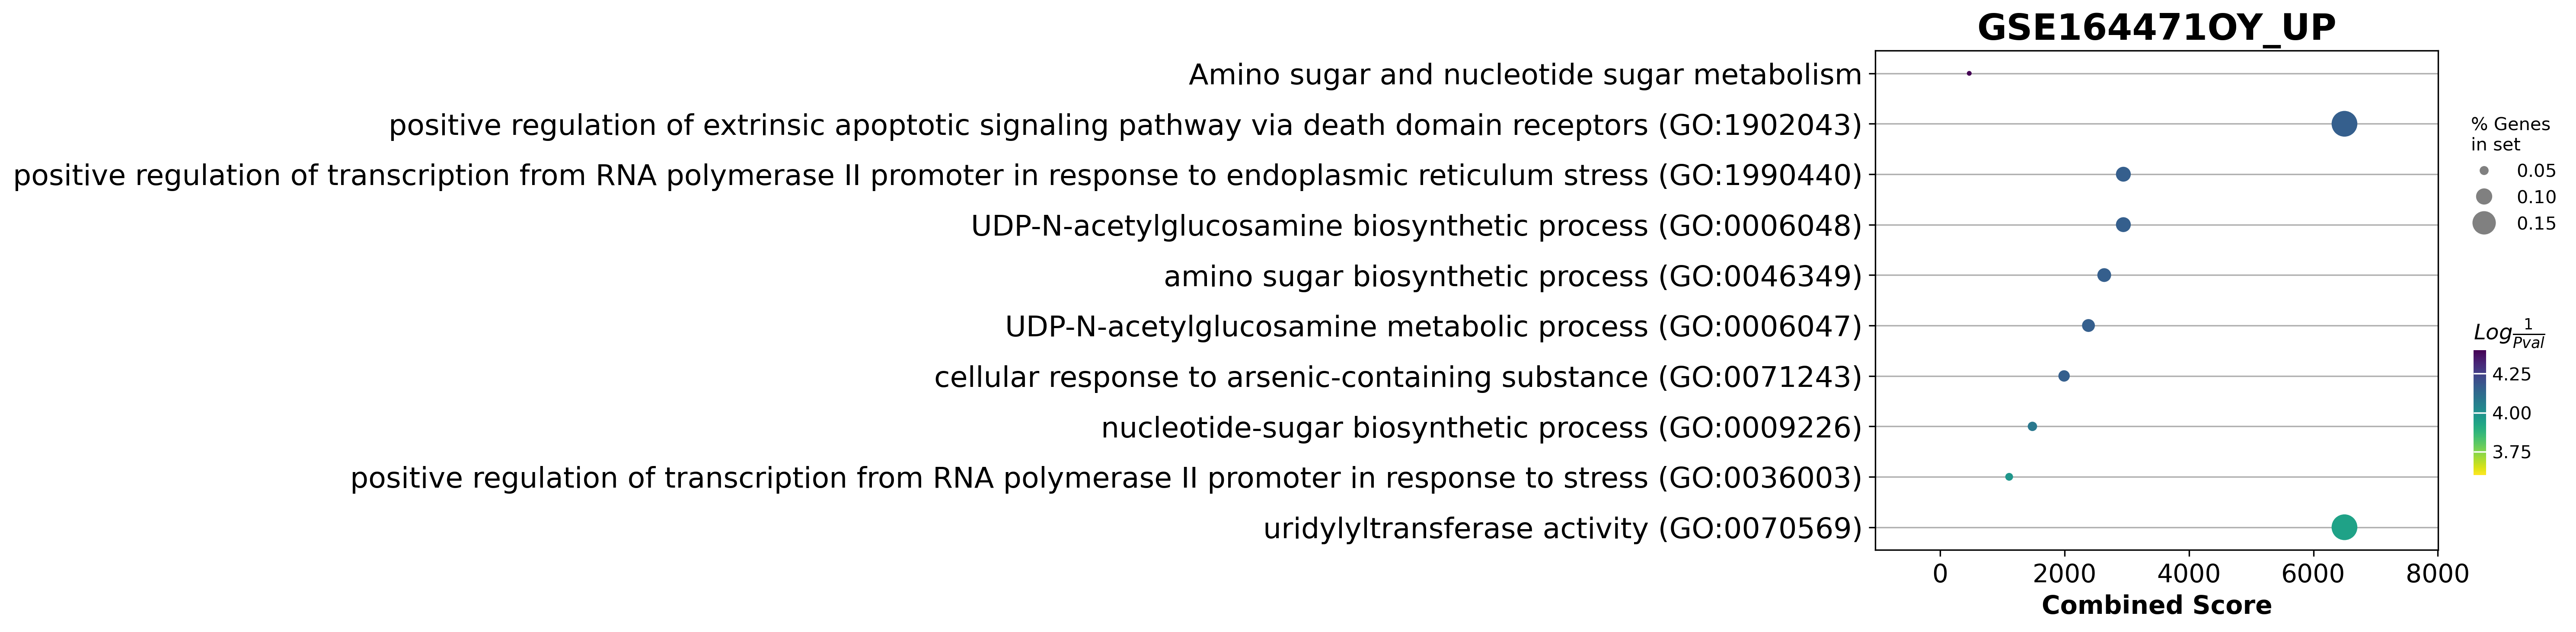 GSE164471OY_UP
Amino sugar and nucleotide sugar metabolism
positive regulation of extrinsic apoptotic signaling pathway via death domain receptors (GO:1902043)
positive regulation of transcription from RNA polymerase II promoter in response to endoplasmic reticulum stress (GO:1990440)
UDP-N-acetylglucosamine biosynthetic process (GO:0006048)
amino sugar biosynthetic process (GO:0046349)
UDP-N-acetylglucosamine metabolic process (GO:0006047)
cellular response to arsenic-containing substance (GO:0071243)
nucleotide-sugar biosynthetic process (GO:0009226)
positive regulation of transcription from RNA polymerase II promoter in response to stress (GO:0036003)
uridylyltransferase activity (GO:0070569)
0 2000 4000 6000 8000
Combined Score
% Genes
in set
0.05
0.10
0.15
Log 1/Pval
4.25
4.00
3.75